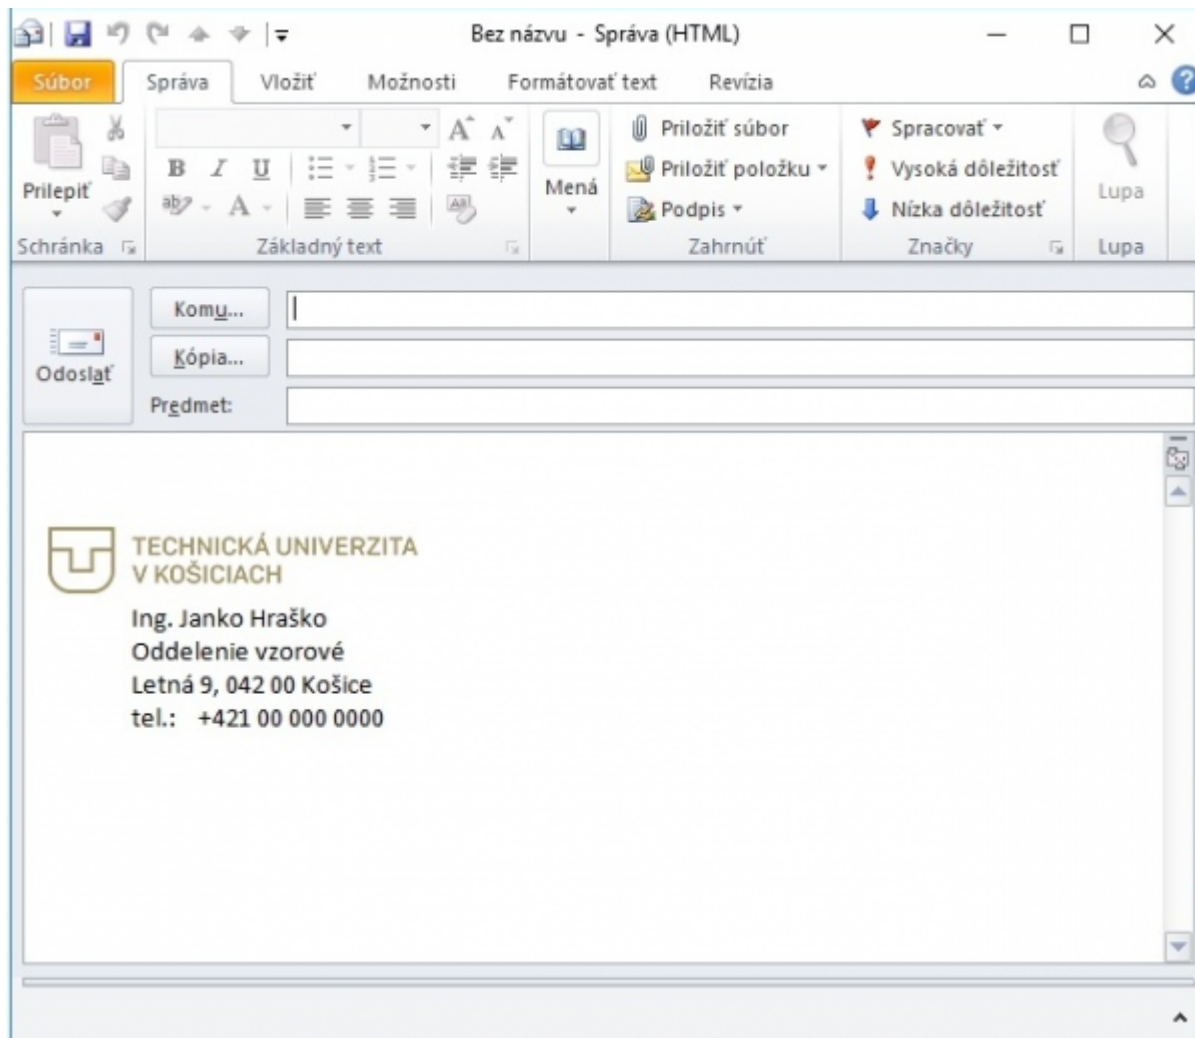 Bez názvu - Správa (HTML)
Súbor Správa Vložiť Možnosti Formátovať text Revízia
Prilepiť
Schránka
B I U
ab A
A A
Aa
Základný text
Mená
Priložiť súbor
Priložiť položku
Podpis
Zahrnúť
Spracovať
Vysoká dôležitosť
Nízka dôležitosť
Značky
Lupa
Lupa
Odoslať
Komu...
Kópia...
Predmet:
TECHNICKÁ UNIVERZITA
V KOŠICIACH
Ing. Janko Hraško
Oddelenie vzorové
Letná 9, 042 00 Košice
tel.: +421 00 000 0000